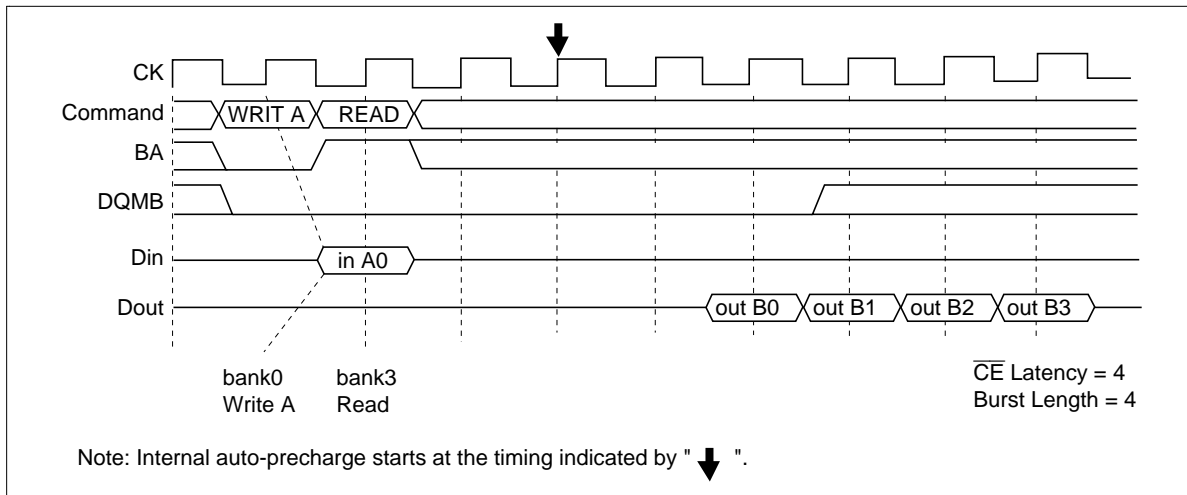 CK
Command WRIT A READ
BA
DQMB
Din in A0
Dout out B0 out B1 out B2 out B3
bank0 bank3
Write A Read
CE Latency = 4
Burst Length = 4
Note: Internal auto-precharge starts at the timing indicated by " ".